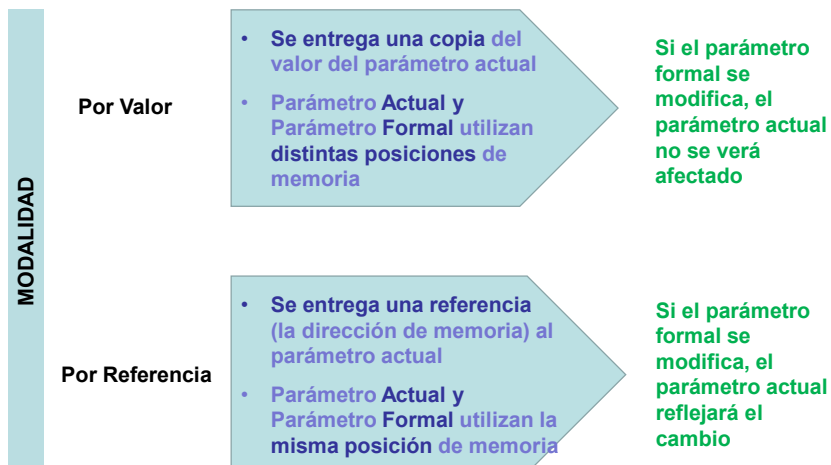 MODALIDAD
Por Valor
• Se entrega una copia del
valor del parámetro actual
• Parámetro Actual y
Parámetro Formal utilizan
distintas posiciones de
memoria
Si el parámetro
formal se
modifica, el
parámetro actual
no se verá
afectado
Por Referencia
• Se entrega una referencia
(la dirección de memoria) al
parámetro actual
• Parámetro Actual y
Parámetro Formal utilizan la
misma posición de memoria
Si el parámetro
formal se
modifica, el
parámetro actual
reflejará el
cambio